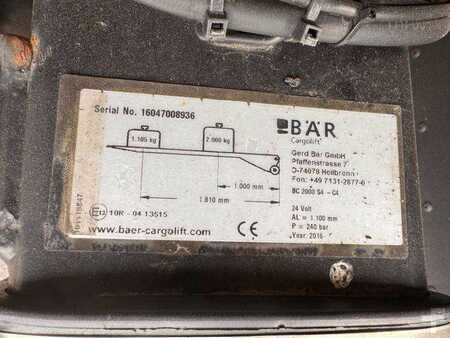 Serial No. 16047008936
BÄR
Cargolift
Gerd Bär GmbH
Pfaffenstrasse 7
D-74078 Heilbronn
Fon: +49 7131-2877-0
1.105 kg
2.000 kg
1.000 mm
1.810 mm
BC 2000 S4 - C4
24 Volt
AL = 1.100 mm
P = 240 bar
Year: 2016
10R - 04 13515
www.baer-cargolift.com
CE